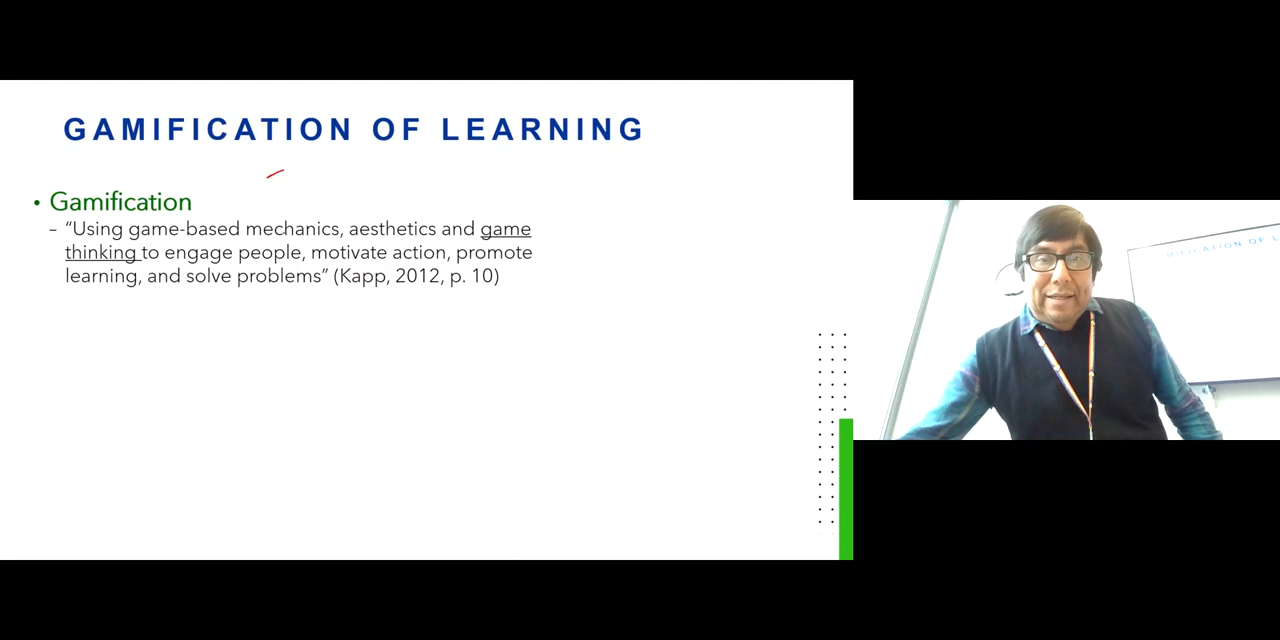 GAMIFICATION OF LEARNING
• Gamification
– “Using game-based mechanics, aesthetics and game
thinking to engage people, motivate action, promote
learning, and solve problems” (Kapp, 2012, p. 10)